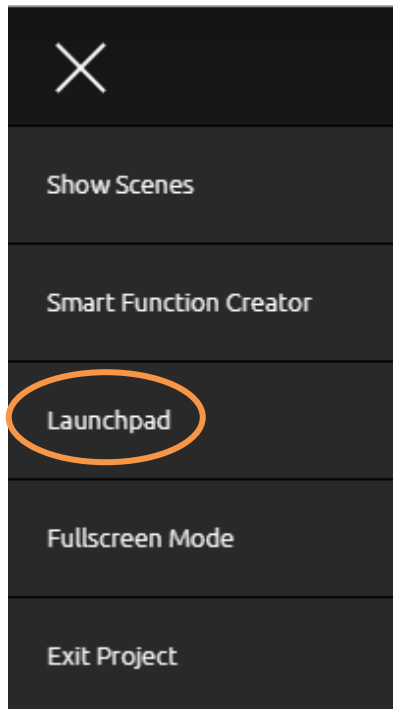 Show Scenes
Smart Function Creator
Launchpad
Fullscreen Mode
Exit Project